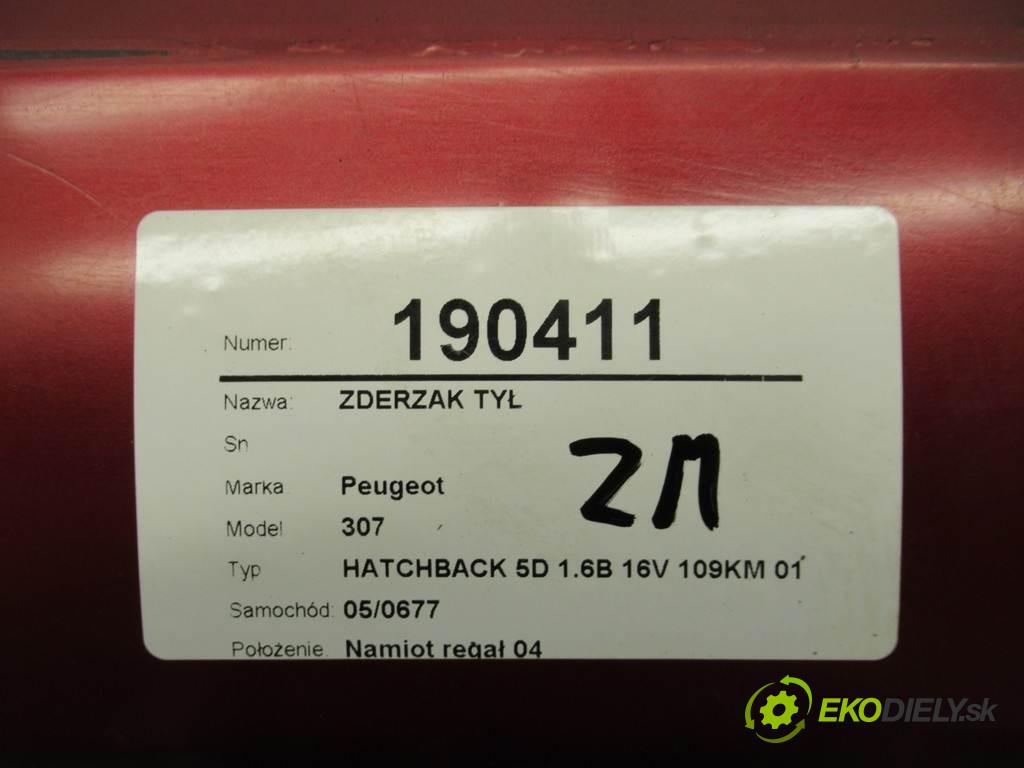 Numer: 190411
Nazwa: ZDERZAK TYŁ
Sn
ZM
Marka Peugeot
Model 307
Typ HATCHBACK 5D 1.6B 16V 109KM 01
Samochód: 05/0677
Położenie. Namiot regał 04
EKODIELY.sk